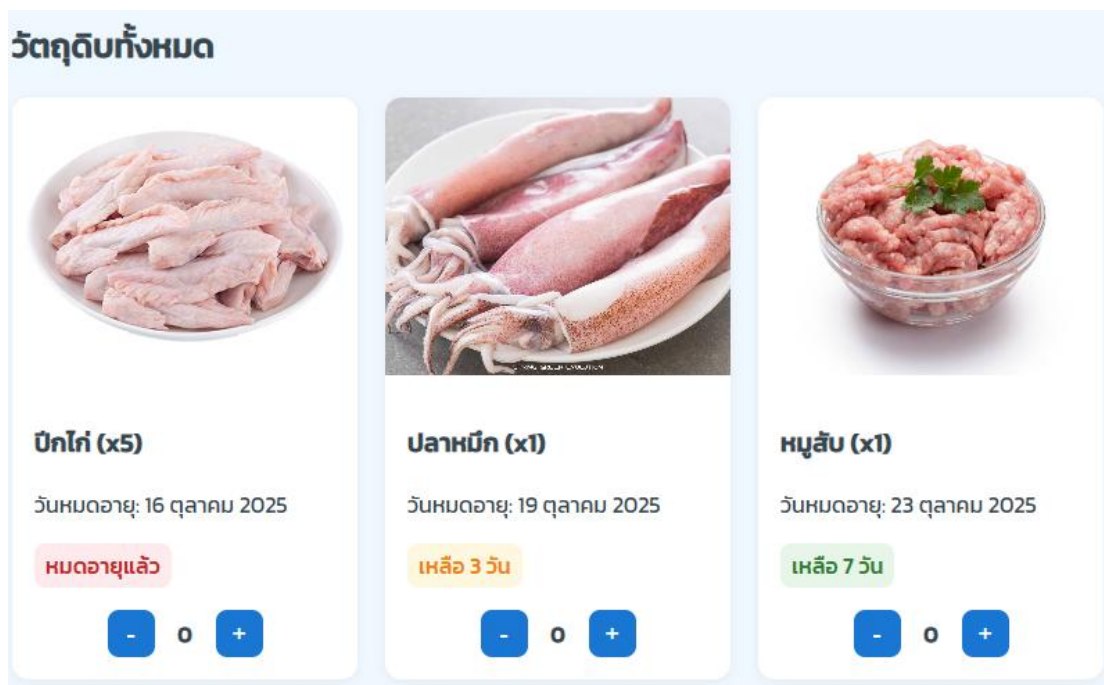 วัตถุดิบทั้งหมด
ปีกไก่ (x5)
วันหมดอายุ: 16 ตุลาคม 2025
หมดอายุแล้ว
- 0 +
ปลาหมึก (x1)
วันหมดอายุ: 19 ตุลาคม 2025
เหลือ 3 วัน
- 0 +
หมูสับ (x1)
วันหมดอายุ: 23 ตุลาคม 2025
เหลือ 7 วัน
- 0 +